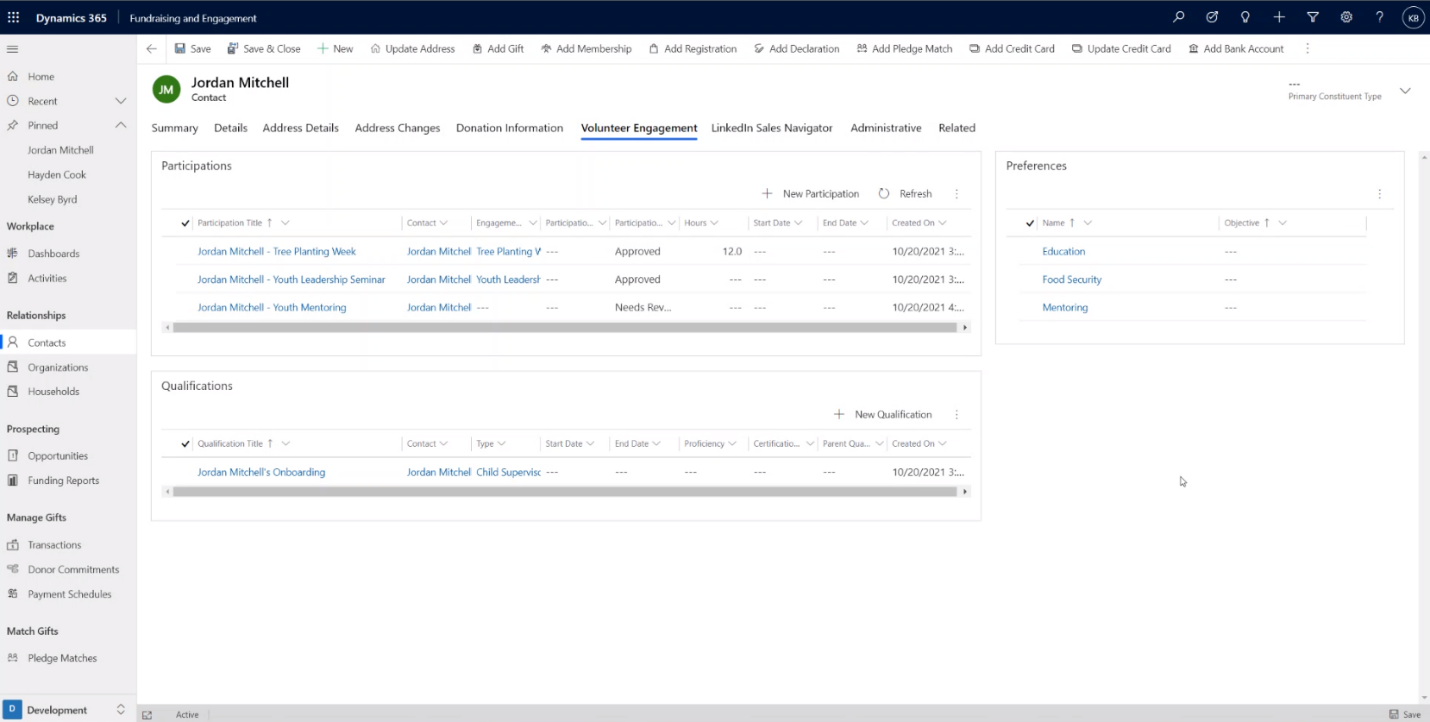 Dynamics 365 Fundraising and Engagement KB
Save Save & Close New Update Address Add Gift Add Membership Add Registration Add Declaration Add Pledge Match Add Credit Card Update Credit Card Add Bank Account
Home
Recent
Pinned
Jordan Mitchell
Hayden Cook
Kelsey Byrd
Workplace
Dashboards
Activities
Relationships
Contacts
Organizations
Households
Prospecting
Opportunities
Funding Reports
Manage Gifts
Transactions
Donor Commitments
Payment Schedules
Match Gifts
Pledge Matches
D Development
JM Jordan Mitchell
Contact
---
Primary Constituent Type
Summary Details Address Details Address Changes Donation Information Volunteer Engagement LinkedIn Sales Navigator Administrative Related
Participations
New Participation Refresh
Participation Title Contact Engageme... Participatio... Participatio... Hours Start Date End Date Created On
Jordan Mitchell - Tree Planting Week Jordan Mitchel Tree Planting W --- Approved 12.0 --- --- 10/20/2021 3:...
Jordan Mitchell - Youth Leadership Seminar Jordan Mitchel Youth Leadersh --- Approved --- --- --- 10/20/2021 3:...
Jordan Mitchell - Youth Mentoring Jordan Mitchel --- Needs Rev... --- --- --- 10/20/2021 4:...
Qualifications
New Qualification
Qualification Title Contact Type Start Date End Date Proficiency Certificatio... Parent Qua... Created On
Jordan Mitchell's Onboarding Jordan Mitchel Child Superviso --- --- --- --- --- 10/20/2021 3:...
Preferences
Name Objective
Education ---
Food Security ---
Mentoring ---
Active Save